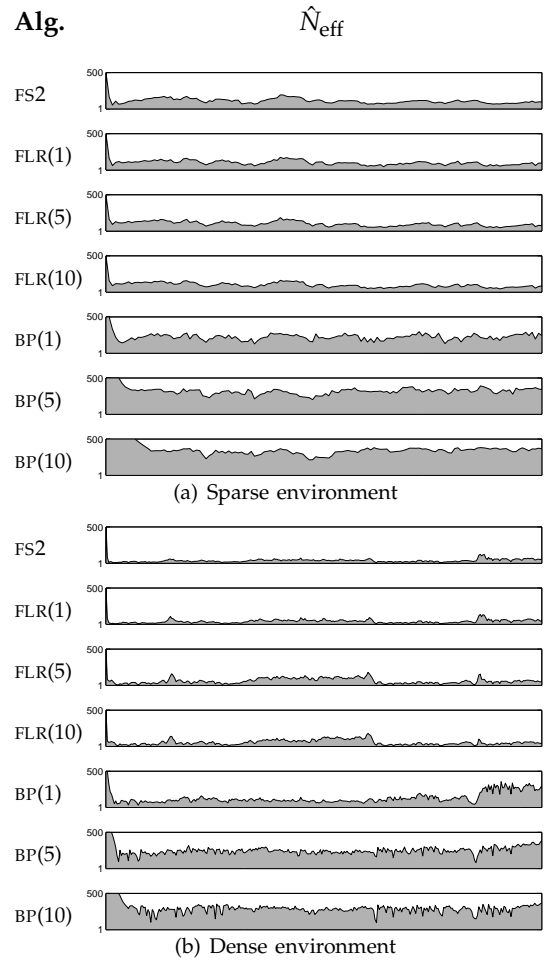 Alg. N̂eff
FS2
500
1
FLR(1)
500
1
FLR(5)
500
1
FLR(10)
500
1
BP(1)
500
1
BP(5)
500
1
BP(10)
500
1
(a) Sparse environment
FS2
500
1
FLR(1)
500
1
FLR(5)
500
1
FLR(10)
500
1
BP(1)
500
1
BP(5)
500
1
BP(10)
500
1
(b) Dense environment